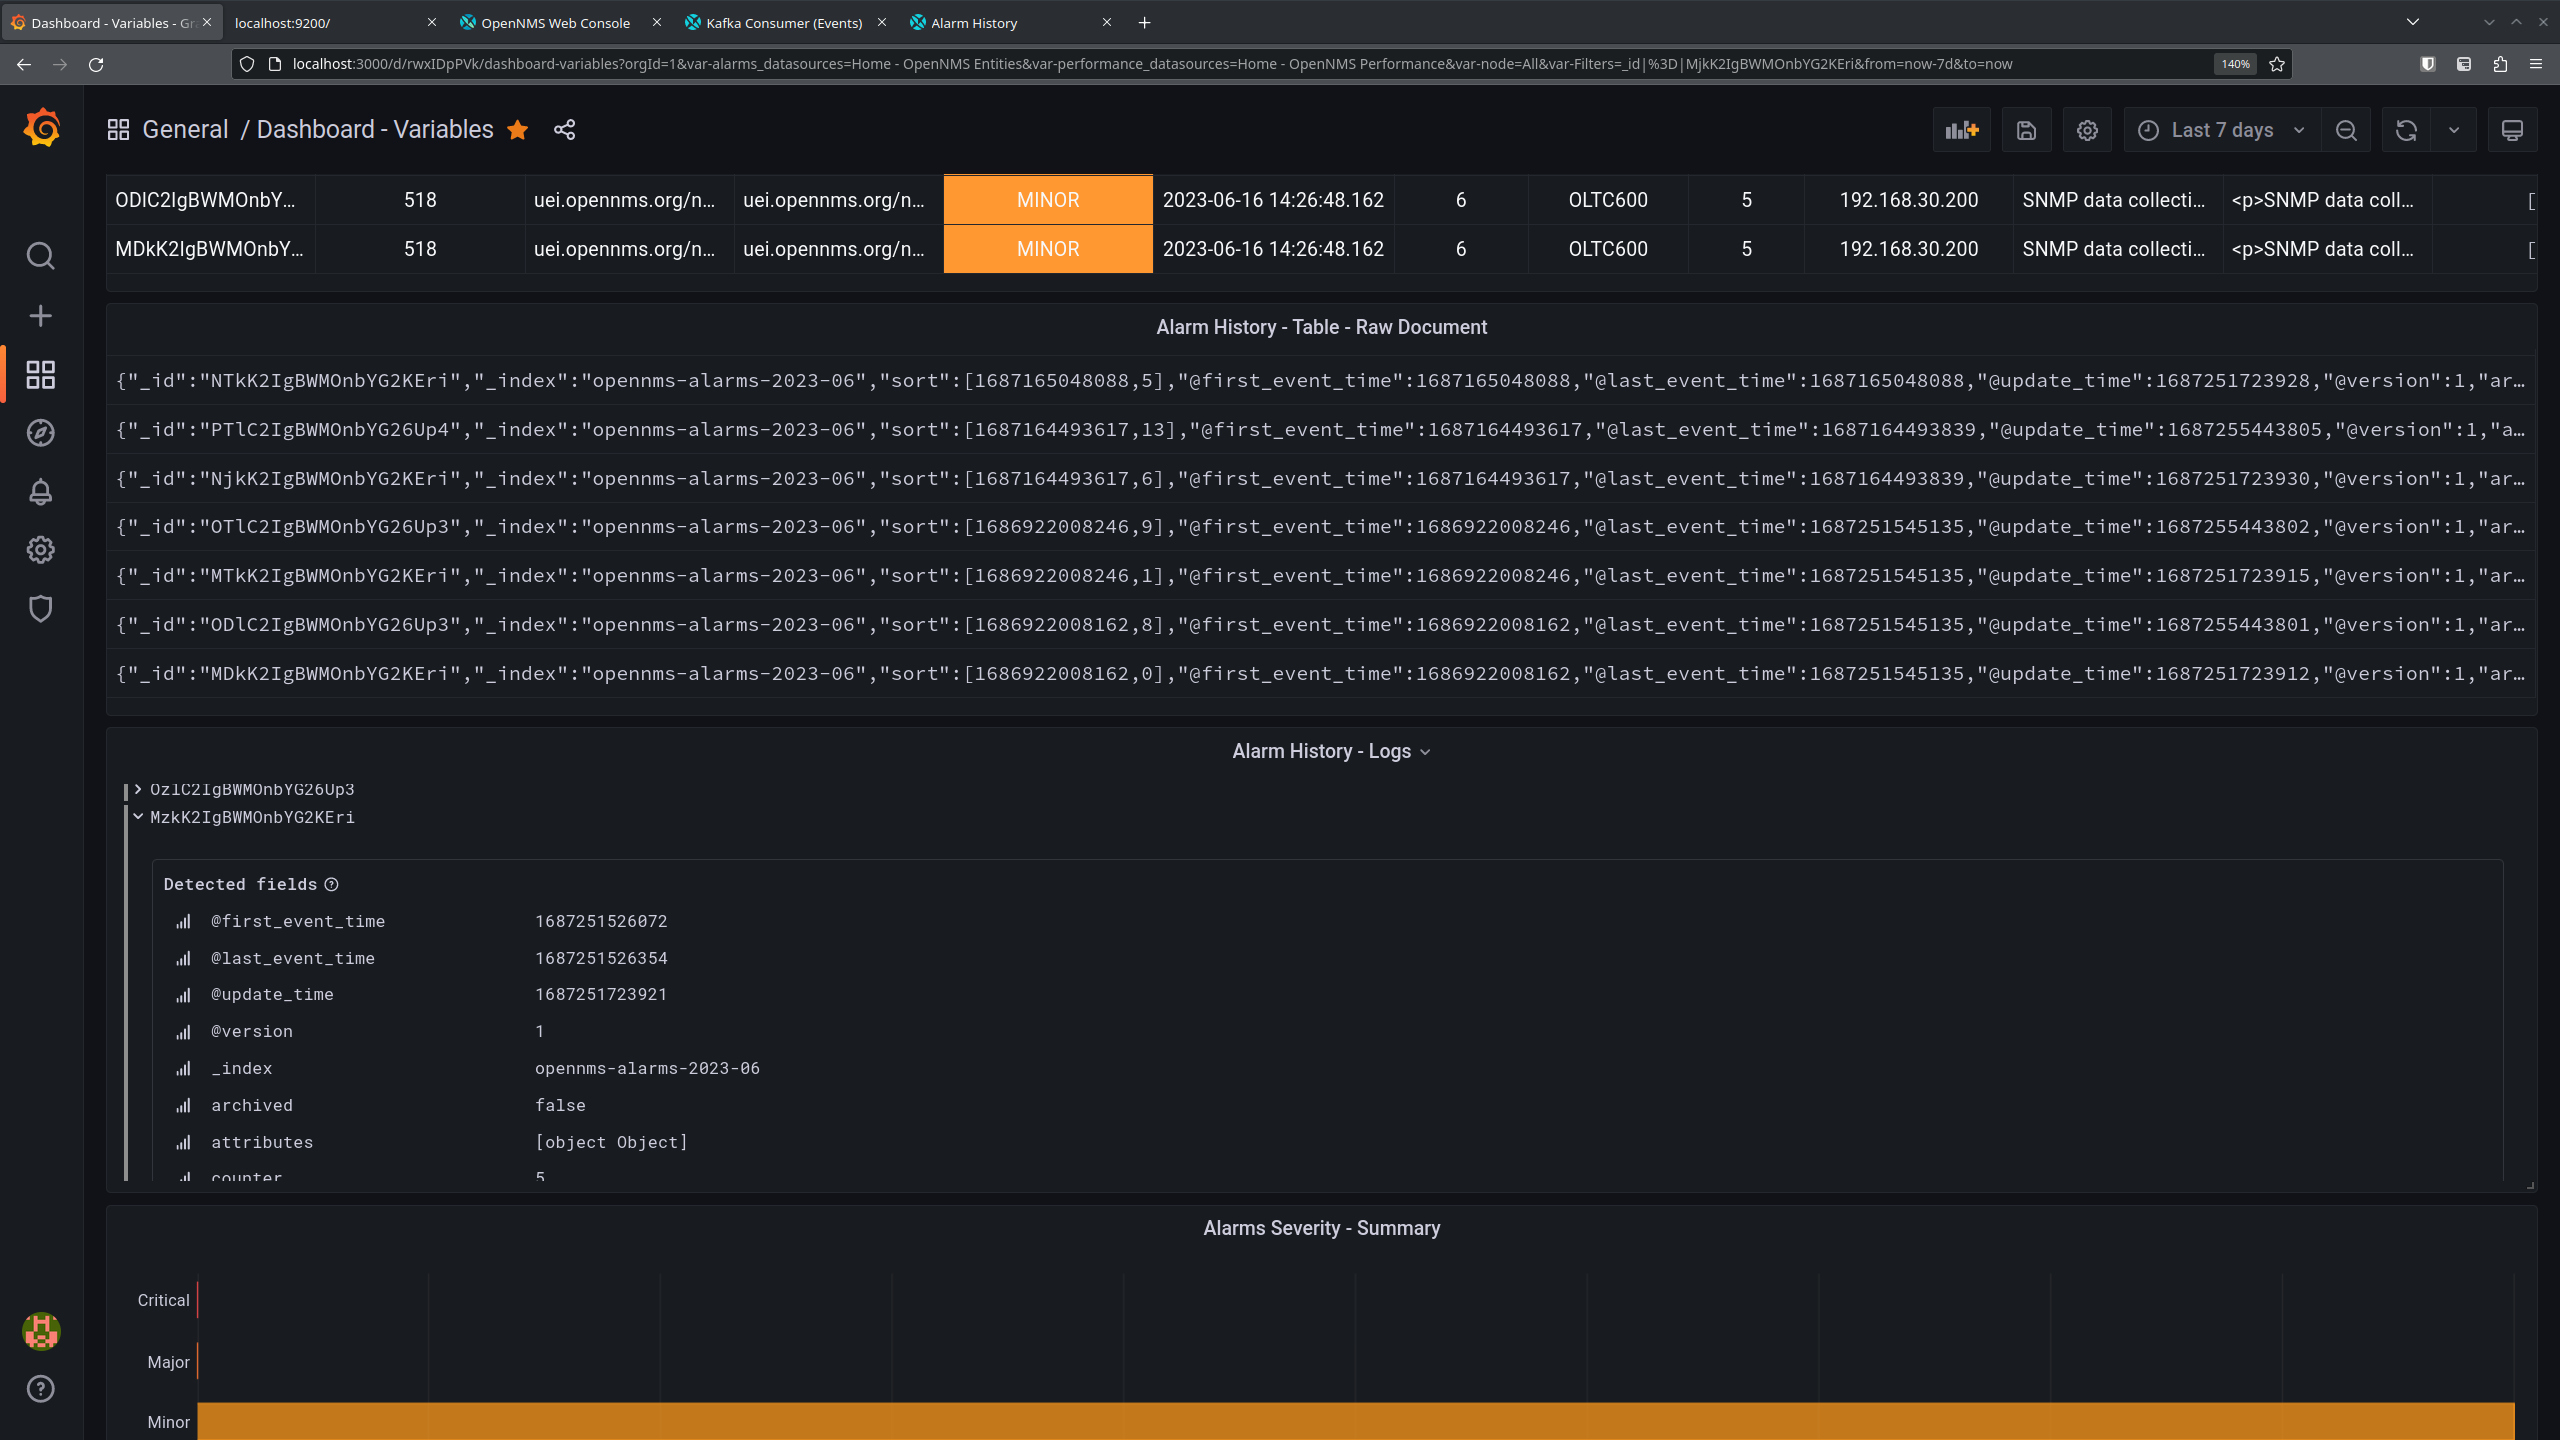 Dashboard - Variables - Gr
localhost:9200/
OpenNMS Web Console
Kafka Consumer (Events)
Alarm History
localhost:3000/d/rwxIDpPVk/dashboard-variables?orgId=1&var-alarms_datasources=Home - OpenNMS Entities&var-performance_datasources=Home - OpenNMS Performance&var-node=All&var-Filters=_id|%3D|MjkK2IgBWMOnbYG2KEri&from=now-7d&to=now
140%
General / Dashboard - Variables
Last 7 days
ODlC2IgBWMOnbY… 518 uei.opennms.org/n… uei.opennms.org/n… MINOR 2023-06-16 14:26:48.162 6 OLTC600 5 192.168.30.200 SNMP data collecti… <p>SNMP data coll… [
MDkK2IgBWMOnbY… 518 uei.opennms.org/n… uei.opennms.org/n… MINOR 2023-06-16 14:26:48.162 6 OLTC600 5 192.168.30.200 SNMP data collecti… <p>SNMP data coll… [
Alarm History - Table - Raw Document
{"_id":"NTkK2IgBWMOnbYG2KEri","_index":"opennms-alarms-2023-06","sort":[1687165048088,5],"@first_event_time":1687165048088,"@last_event_time":1687165048088,"@update_time":1687251723928,"@version":1,"ar…
{"_id":"PTlC2IgBWMOnbYG26Up4","_index":"opennms-alarms-2023-06","sort":[1687164493617,13],"@first_event_time":1687164493617,"@last_event_time":1687164493839,"@update_time":1687255443805,"@version":1,"a…
{"_id":"NjkK2IgBWMOnbYG2KEri","_index":"opennms-alarms-2023-06","sort":[1687164493617,6],"@first_event_time":1687164493617,"@last_event_time":1687164493839,"@update_time":1687251723930,"@version":1,"ar…
{"_id":"OTlC2IgBWMOnbYG26Up3","_index":"opennms-alarms-2023-06","sort":[1686922008246,9],"@first_event_time":1686922008246,"@last_event_time":1687251545135,"@update_time":1687255443802,"@version":1,"ar…
{"_id":"MTkK2IgBWMOnbYG2KEri","_index":"opennms-alarms-2023-06","sort":[1686922008246,1],"@first_event_time":1686922008246,"@last_event_time":1687251545135,"@update_time":1687251723915,"@version":1,"ar…
{"_id":"ODlC2IgBWMOnbYG26Up3","_index":"opennms-alarms-2023-06","sort":[1686922008162,8],"@first_event_time":1686922008162,"@last_event_time":1687251545135,"@update_time":1687255443801,"@version":1,"ar…
{"_id":"MDkK2IgBWMOnbYG2KEri","_index":"opennms-alarms-2023-06","sort":[1686922008162,0],"@first_event_time":1686922008162,"@last_event_time":1687251545135,"@update_time":1687251723912,"@version":1,"ar…
Alarm History - Logs
OzlC2IgBWMOnbYG26Up3
MzkK2IgBWMOnbYG2KEri
Detected fields
@first_event_time 1687251526072
@last_event_time 1687251526354
@update_time 1687251723921
@version 1
_index opennms-alarms-2023-06
archived false
attributes [object Object]
counter 5
Alarms Severity - Summary
Critical
Major
Minor